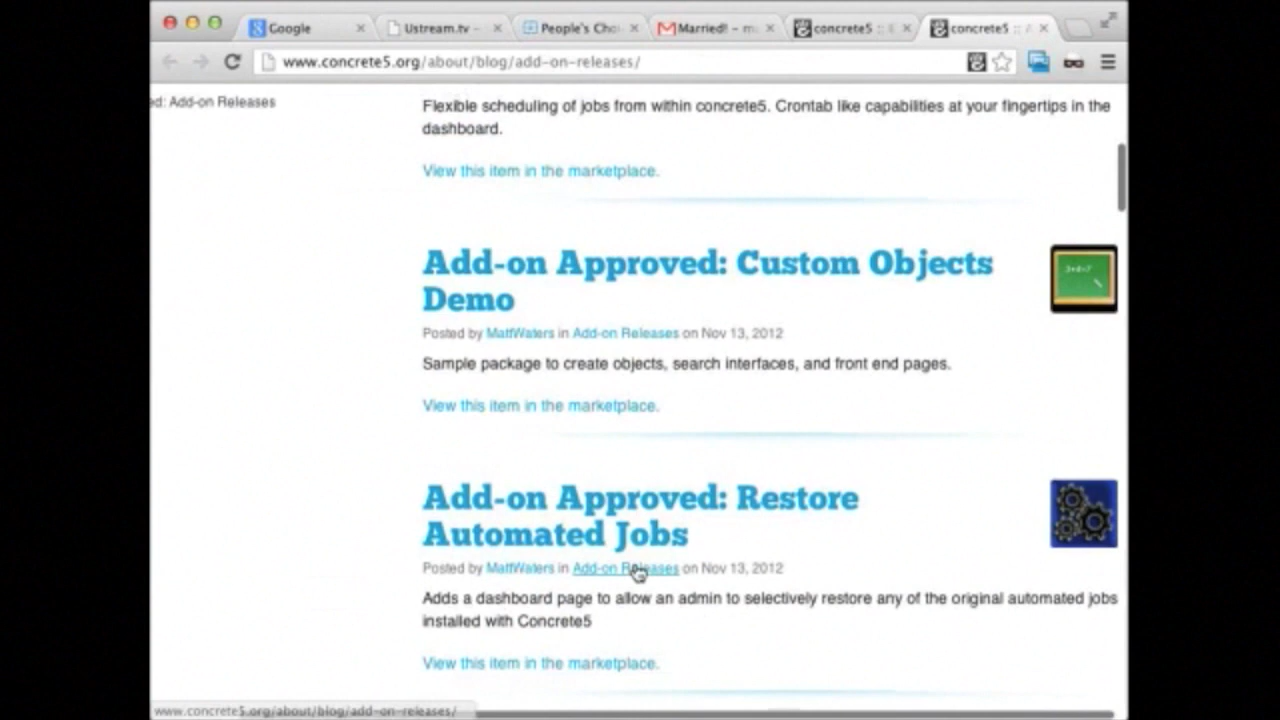 Google
Ustream.tv -
People's Choi
Married! – m
concrete5 ::
concrete5 ::
www.concrete5.org/about/blog/add-on-releases/
ed: Add-on Releases
Flexible scheduling of jobs from within concrete5. Crontab like capabilities at your fingertips in the
dashboard.
View this item in the marketplace.
Add-on Approved: Custom Objects
Demo
Posted by MattWaters in Add-on Releases on Nov 13, 2012
Sample package to create objects, search interfaces, and front end pages.
View this item in the marketplace.
Add-on Approved: Restore
Automated Jobs
Posted by MattWaters in Add-on Releases on Nov 13, 2012
Adds a dashboard page to allow an admin to selectively restore any of the original automated jobs
installed with Concrete5
View this item in the marketplace.
www.concrete5.org/about/blog/add-on-releases/